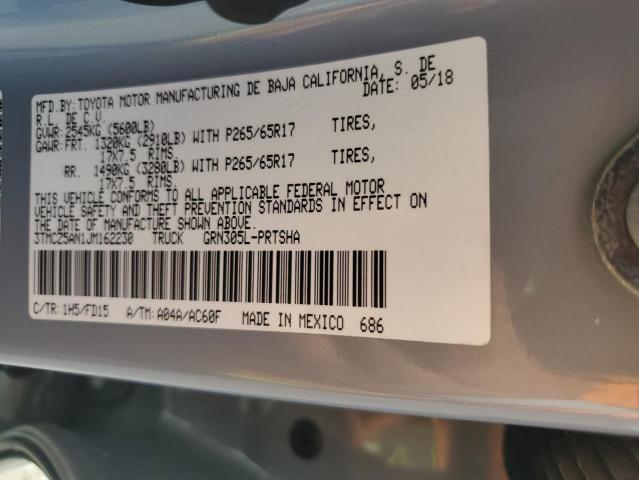 MFD.BY:TOYOTA MOTOR MANUFACTURING DE BAJA CALIFORNIA, S. DE
R.L. DE C.V. DATE: 05/18
GVWR:2545KG (5600LB)
GAWR:FRT. 1320KG (2910LB) WITH P265/65R17 TIRES,
17X7.5 RIMS,
RR. 1490KG (3280LB) WITH P265/65R17 TIRES,
17X7.5 RIMS.
THIS VEHICLE CONFORMS TO ALL APPLICABLE FEDERAL MOTOR
VEHICLE SAFETY AND THEFT PREVENTION STANDARDS IN EFFECT ON
THE DATE OF MANUFACTURE SHOWN ABOVE.
3TMCZ5AN1JM162230 TRUCK GRN305L-PRTSHA
C/TR:1H5/FD15 A/TM:A04A/AC60F MADE IN MEXICO 686